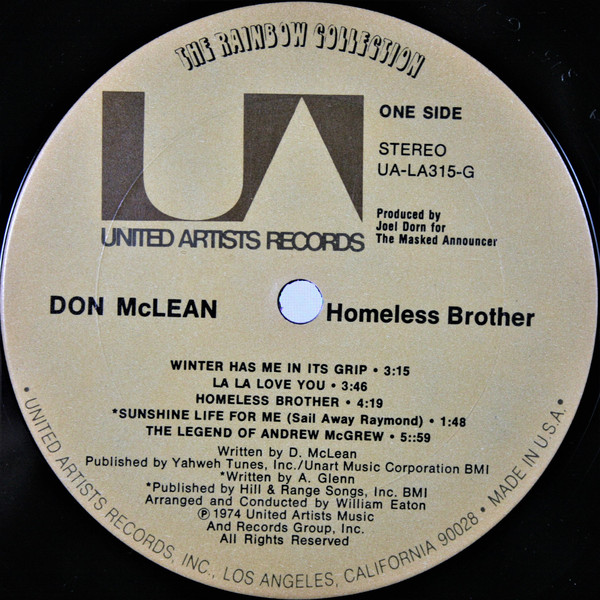 THE RAINBOW COLLECTION
UA
UNITED ARTISTS RECORDS
ONE SIDE
STEREO
UA-LA315-G
Produced by
Joel Dorn for
The Masked Announcer
DON McLEAN
Homeless Brother
WINTER HAS ME IN ITS GRIP • 3:15
LA LA LOVE YOU • 3:46
HOMELESS BROTHER • 4:19
*SUNSHINE LIFE FOR ME (Sail Away Raymond) • 1:48
THE LEGEND OF ANDREW McGREW • 5::59
Written by D. McLean
Published by Yahweh Tunes, Inc./Unart Music Corporation BMI
*Written by A. Glenn
*Published by Hill & Range Songs, Inc. BMI
Arranged and Conducted by William Eaton
℗ 1974 United Artists Music
And Records Group, Inc.
All Rights Reserved
• UNITED ARTISTS RECORDS, INC., LOS ANGELES, CALIFORNIA 90028 • MADE IN U.S.A. •